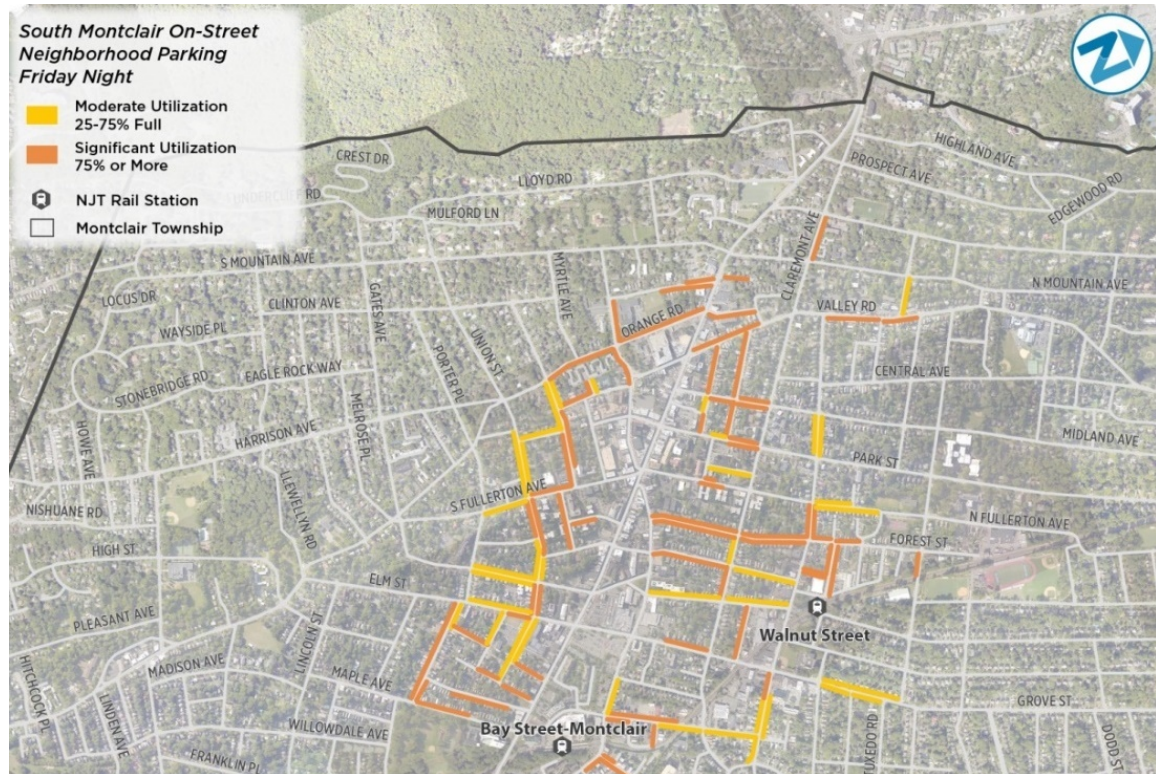 South Montclair On-Street
Neighborhood Parking
Friday Night
Moderate Utilization
25-75% Full
Significant Utilization
75% or More
NJT Rail Station
Montclair Township
CREST DR
UNDERCLIFF RD
LLOYD RD
MULFORD LN
HIGHLAND AVE
PROSPECT AVE
EDGEWOOD RD
S MOUNTAIN AVE
N MOUNTAIN AVE
CLAREMONT AVE
MYRTLE AVE
LOCUS DR
CLINTON AVE
GATES AVE
VALLEY RD
ORANGE RD
WAYSIDE PL
UNION ST
PORTER PL
STONEBRIDGE RD
EAGLE ROCK WAY
CENTRAL AVE
MELROSE PL
HOWE AVE
HARRISON AVE
MIDLAND AVE
PARK ST
LLEWELLYN RD
S FULLERTON AVE
NISHUANE RD
N FULLERTON AVE
FOREST ST
HIGH ST
ELM ST
PLEASANT AVE
LINCOLN ST
Walnut Street
MADISON AVE
MAPLE AVE
HITCHCOCK PL
LINDEN AVE
GROVE ST
WILLOWDALE AVE
Bay Street-Montclair
TUXEDO RD
DODD ST
FRANKLIN PL